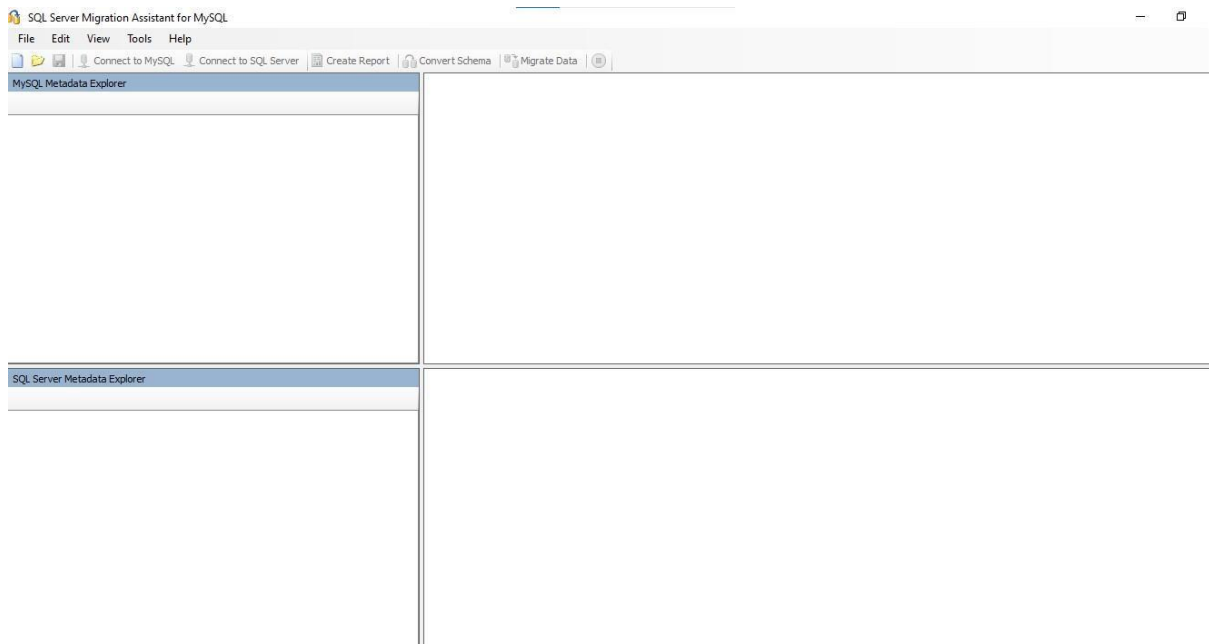 SQL Server Migration Assistant for MySQL
File Edit View Tools Help
Connect to MySQL Connect to SQL Server Create Report Convert Schema Migrate Data
MySQL Metadata Explorer
SQL Server Metadata Explorer